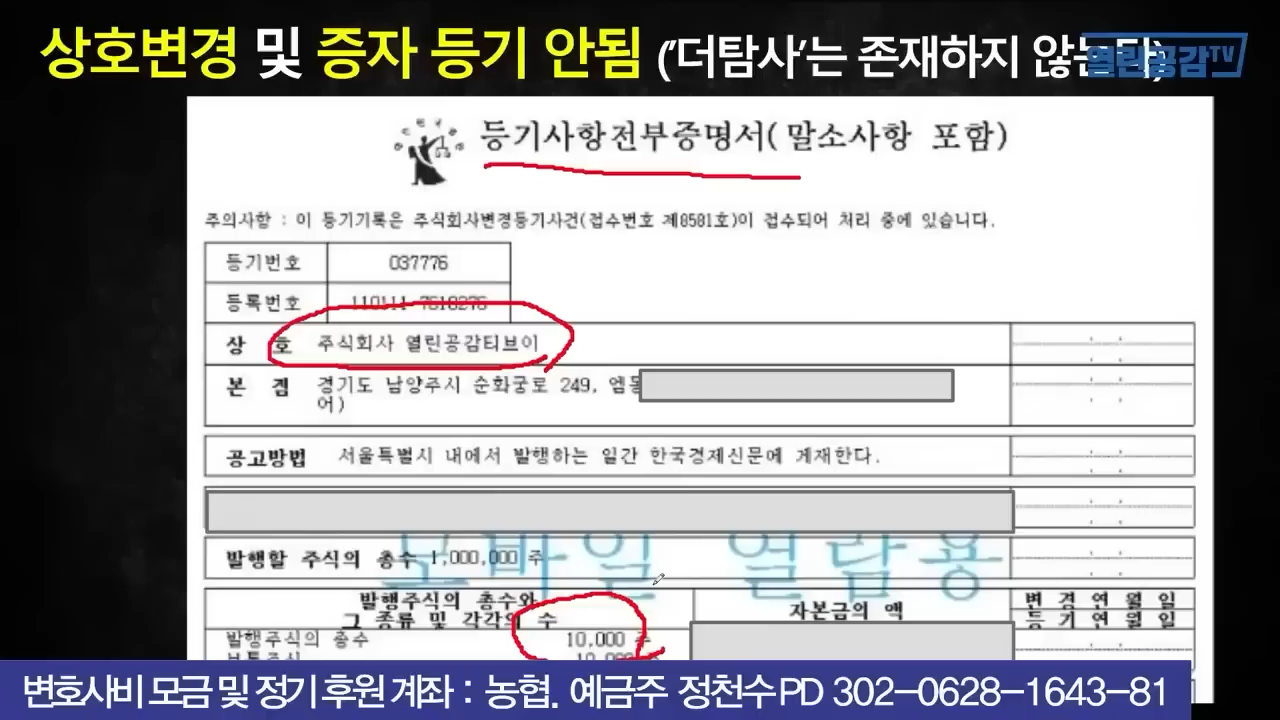 상호변경 및 증자 등기 안됨 ('더탐사'는 존재하지 않는다)
열린공감TV
등기사항전부증명서(말소사항 포함)
주의사항 : 이 등기기록은 주식회사변경등기사건(접수번호 제8581호)이 접수되어 처리 중에 있습니다.
등기번호 037776
등록번호 110111-7618276
상 호 주식회사 열린공감티브이
본 점 경기도 남양주시 순화궁로 249, 엠동
어)
공고방법 서울특별시 내에서 발행하는 일간 한국경제신문에 게재한다.
발행할 주식의 총수 1,000,000 주
모바일 열람용
발행주식의 총수와
그 종류 및 각각의 수
자본금의 액
변 경 연 월 일
등 기 연 월 일
발행주식의 총수 10,000 주
보통주식 10,000 주
변호사비 모금 및 정기 후원 계좌 : 농협. 예금주 정천수PD 302-0628-1643-81